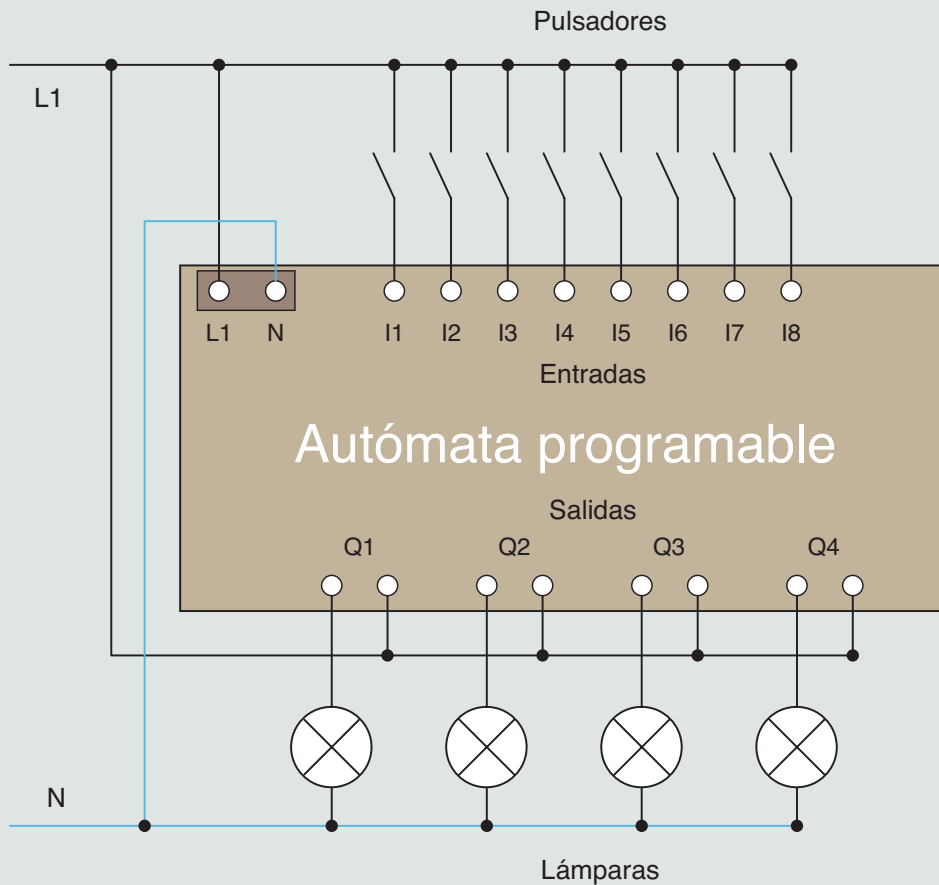 Pulsadores
L1
L1 N I1 I2 I3 I4 I5 I6 I7 I8
Entradas
Autómata programable
Salidas
Q1 Q2 Q3 Q4
N
Lámparas